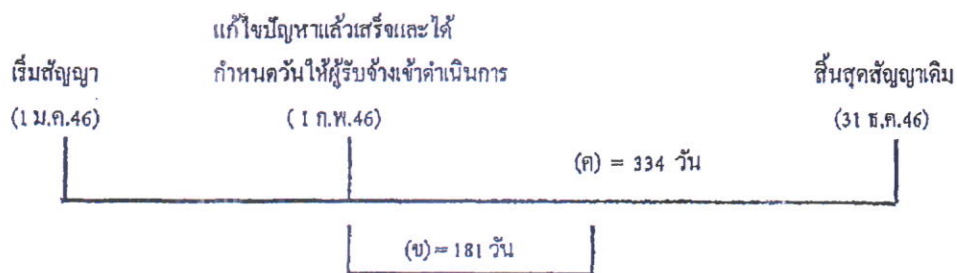 แก้ไขปัญหาแล้วเสร็จและได้
เริ่มสัญญา กำหนดวันให้ผู้รับจ้างเข้าดำเนินการ สิ้นสุดสัญญาเดิม
(1 ม.ค.46) (1 ก.พ.46) (31 ธ.ค.46)
(ค) = 334 วัน
(ข) = 181 วัน